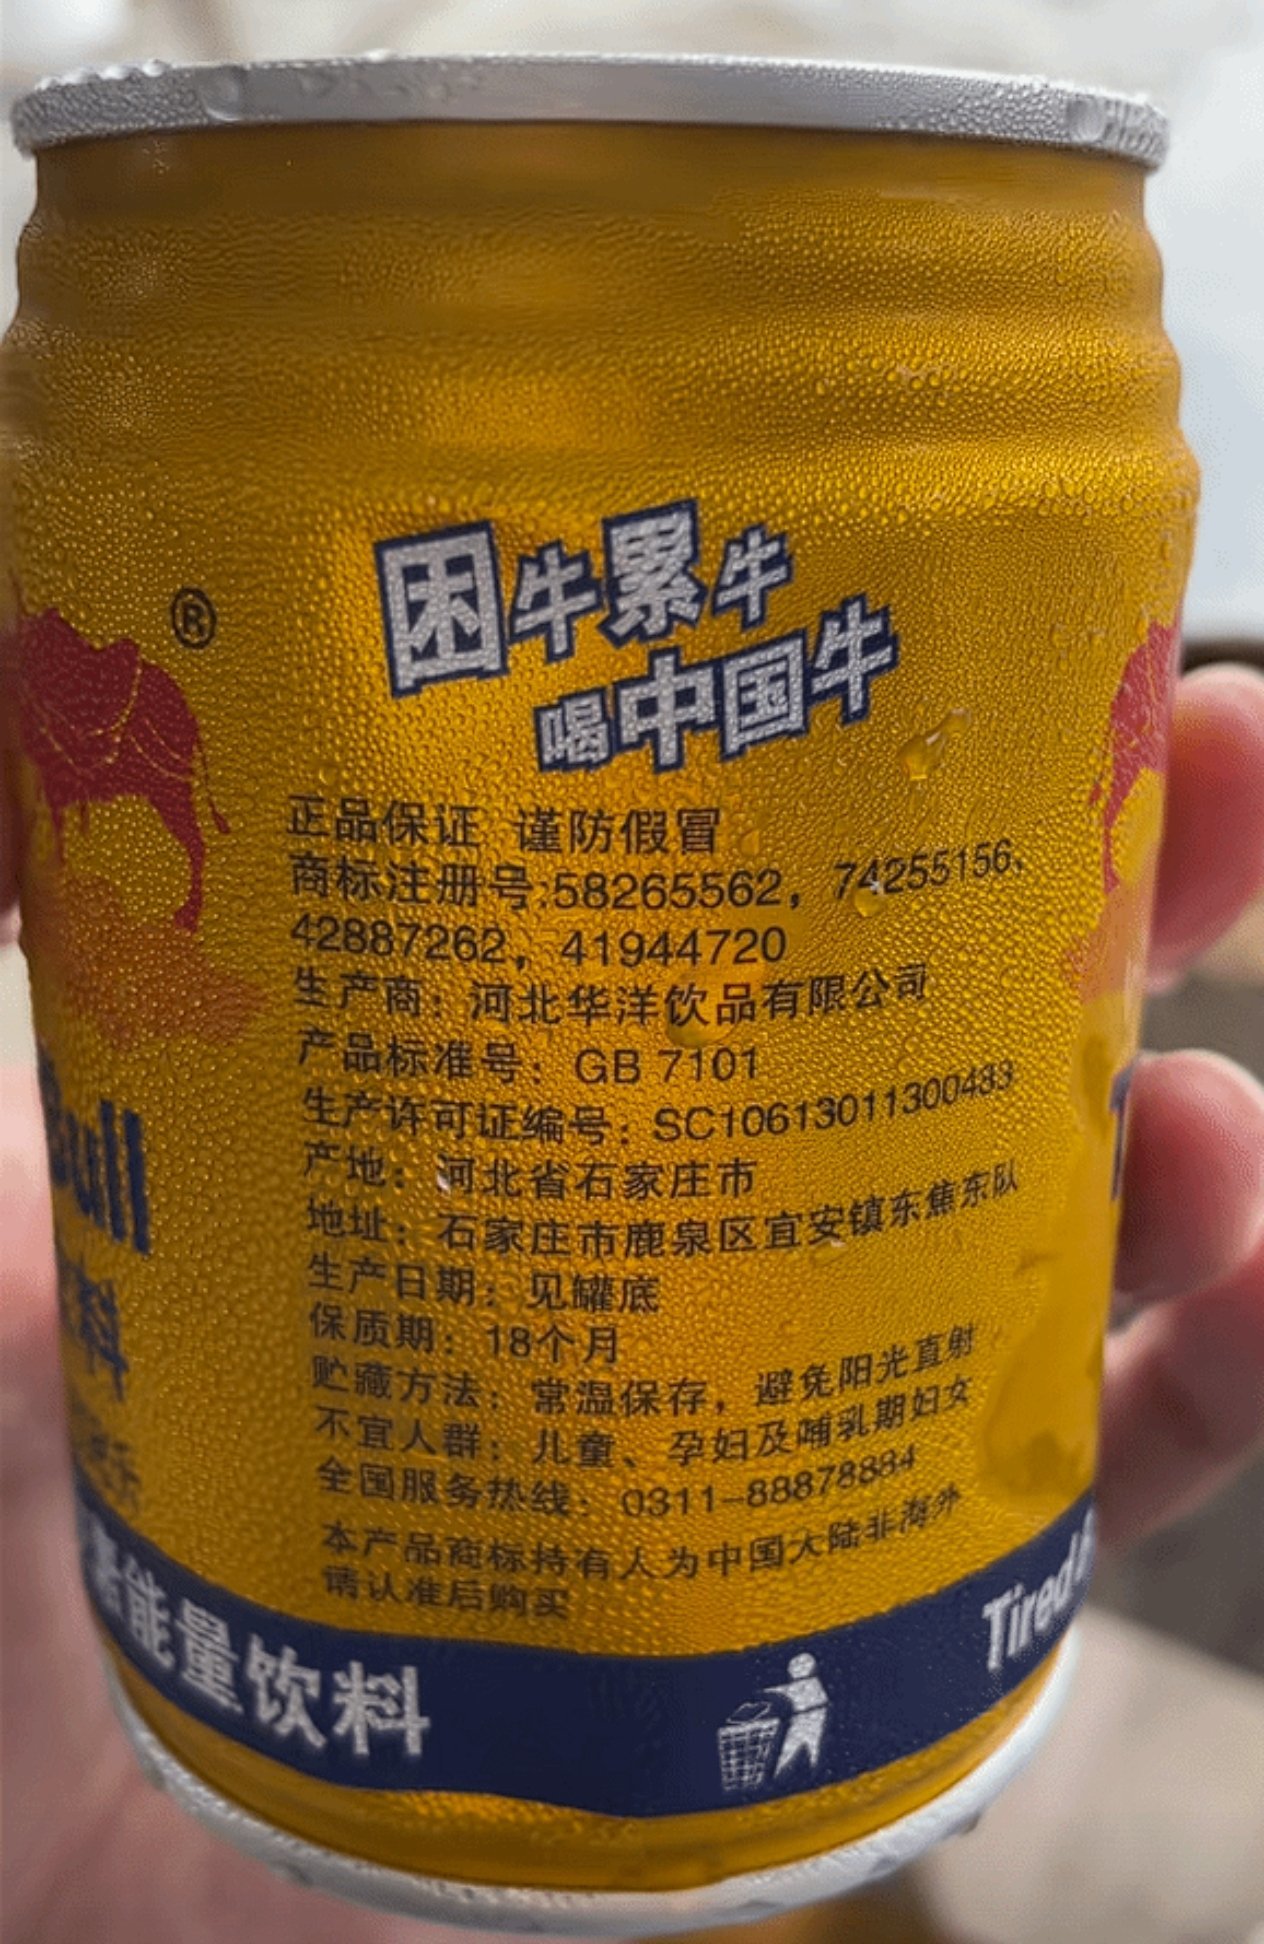 困牛累牛
喝中国牛
®
正品保证 谨防假冒
商标注册号:58265562，74255156、
42887262，41944720
生产商：河北华洋饮品有限公司
产品标准号：GB 7101
生产许可证编号：SC10613011300483
产地：河北省石家庄市
地址：石家庄市鹿泉区宜安镇东焦东队
生产日期：见罐底
保质期：18个月
贮藏方法：常温保存，避免阳光直射
不宜人群：儿童、孕妇及哺乳期妇女
全国服务热线：0311-88878884
本产品商标持有人为中国大陆非海外
请认准后购买
Bull
料
能量饮料
Tired